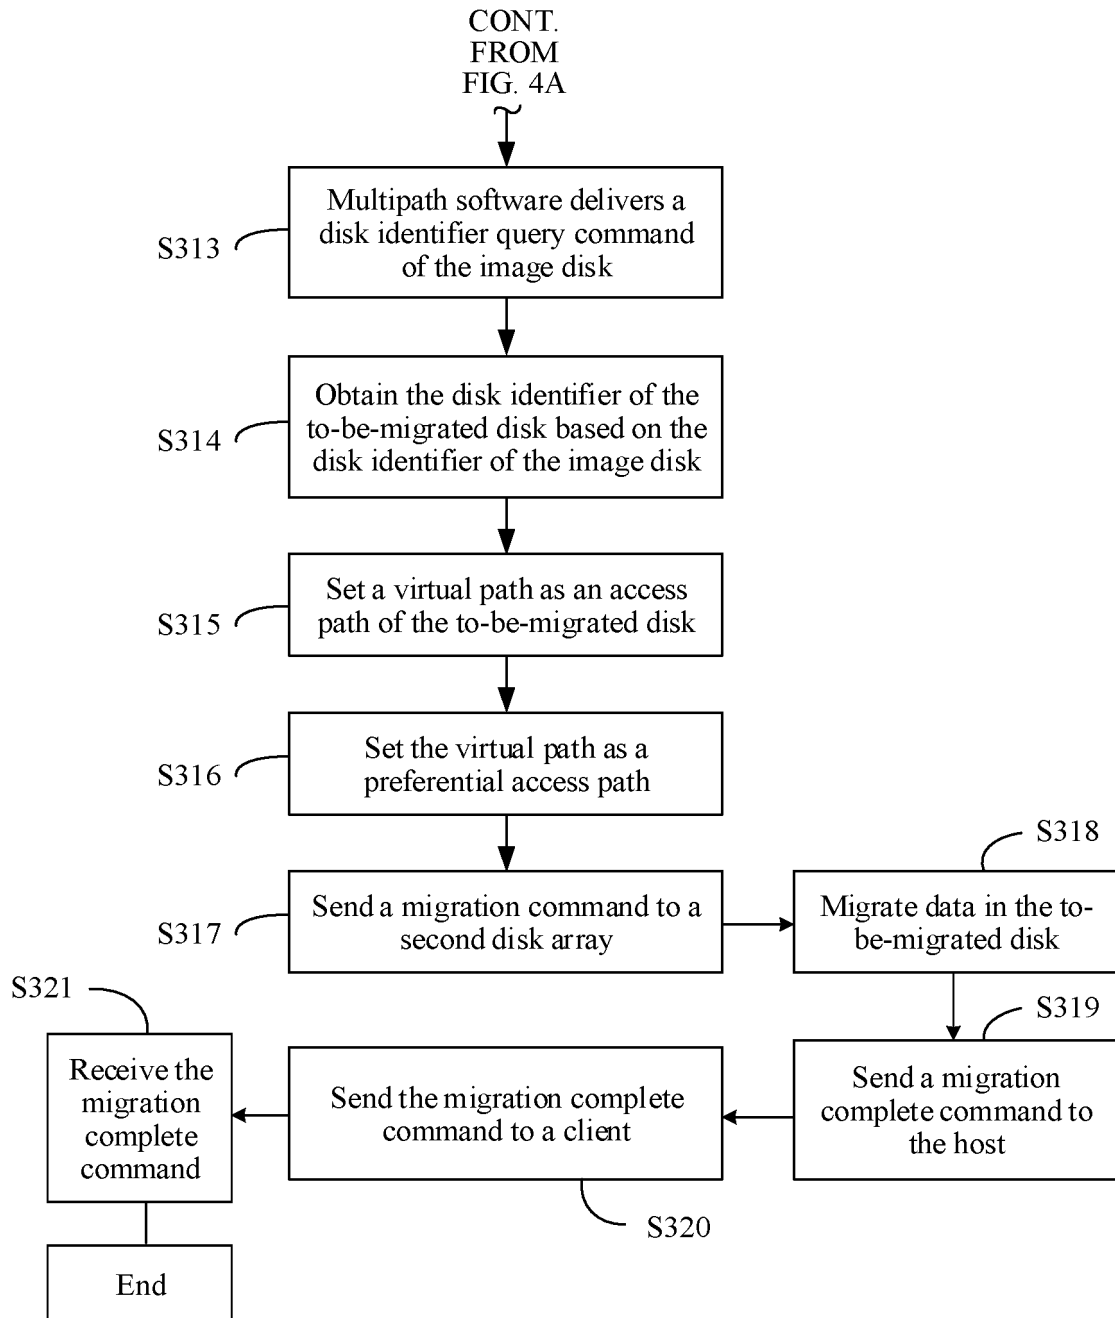 CONT.
FROM
FIG. 4A
S313
Multipath software delivers a
disk identifier query command
of the image disk
S314
Obtain the disk identifier of the
to-be-migrated disk based on the
disk identifier of the image disk
S315
Set a virtual path as an access
path of the to-be-migrated disk
S316
Set the virtual path as a
preferential access path
S317
Send a migration command to a
second disk array
S318
Migrate data in the to-
be-migrated disk
S319
Send a migration
complete command to
the host
Send the migration complete
command to a client
S320
S321
Receive the
migration
complete
command
End